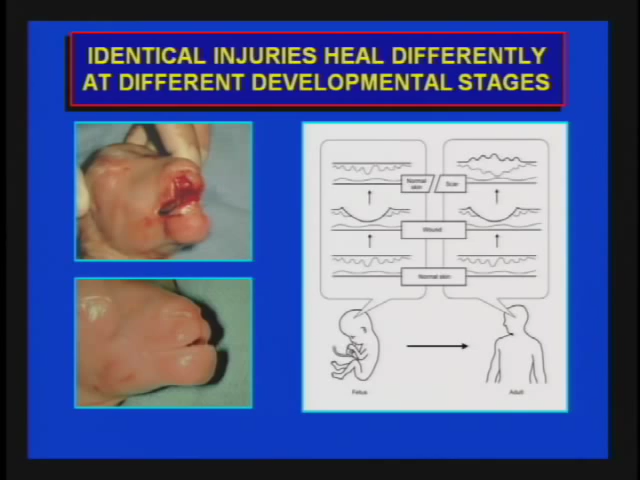 IDENTICAL INJURIES HEAL DIFFERENTLY
AT DIFFERENT DEVELOPMENTAL STAGES
Normal
skin
Scar
Wound
Normal skin
Fetus
Adult